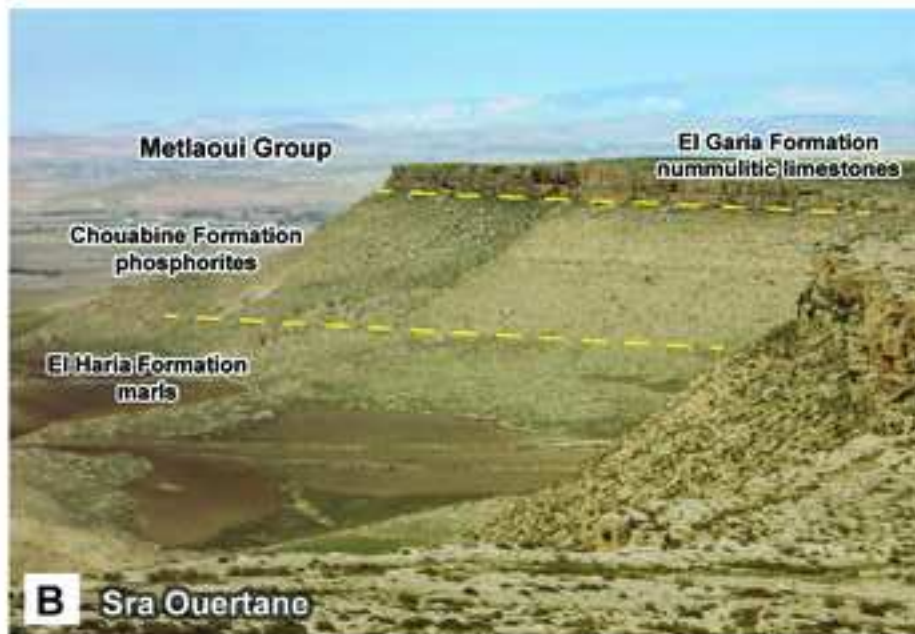 Metlaoui Group
El Garia Formation
nummulitic limestones
Chouabine Formation
phosphorites
El Haria Formation
marls
B
Sra Ouertane